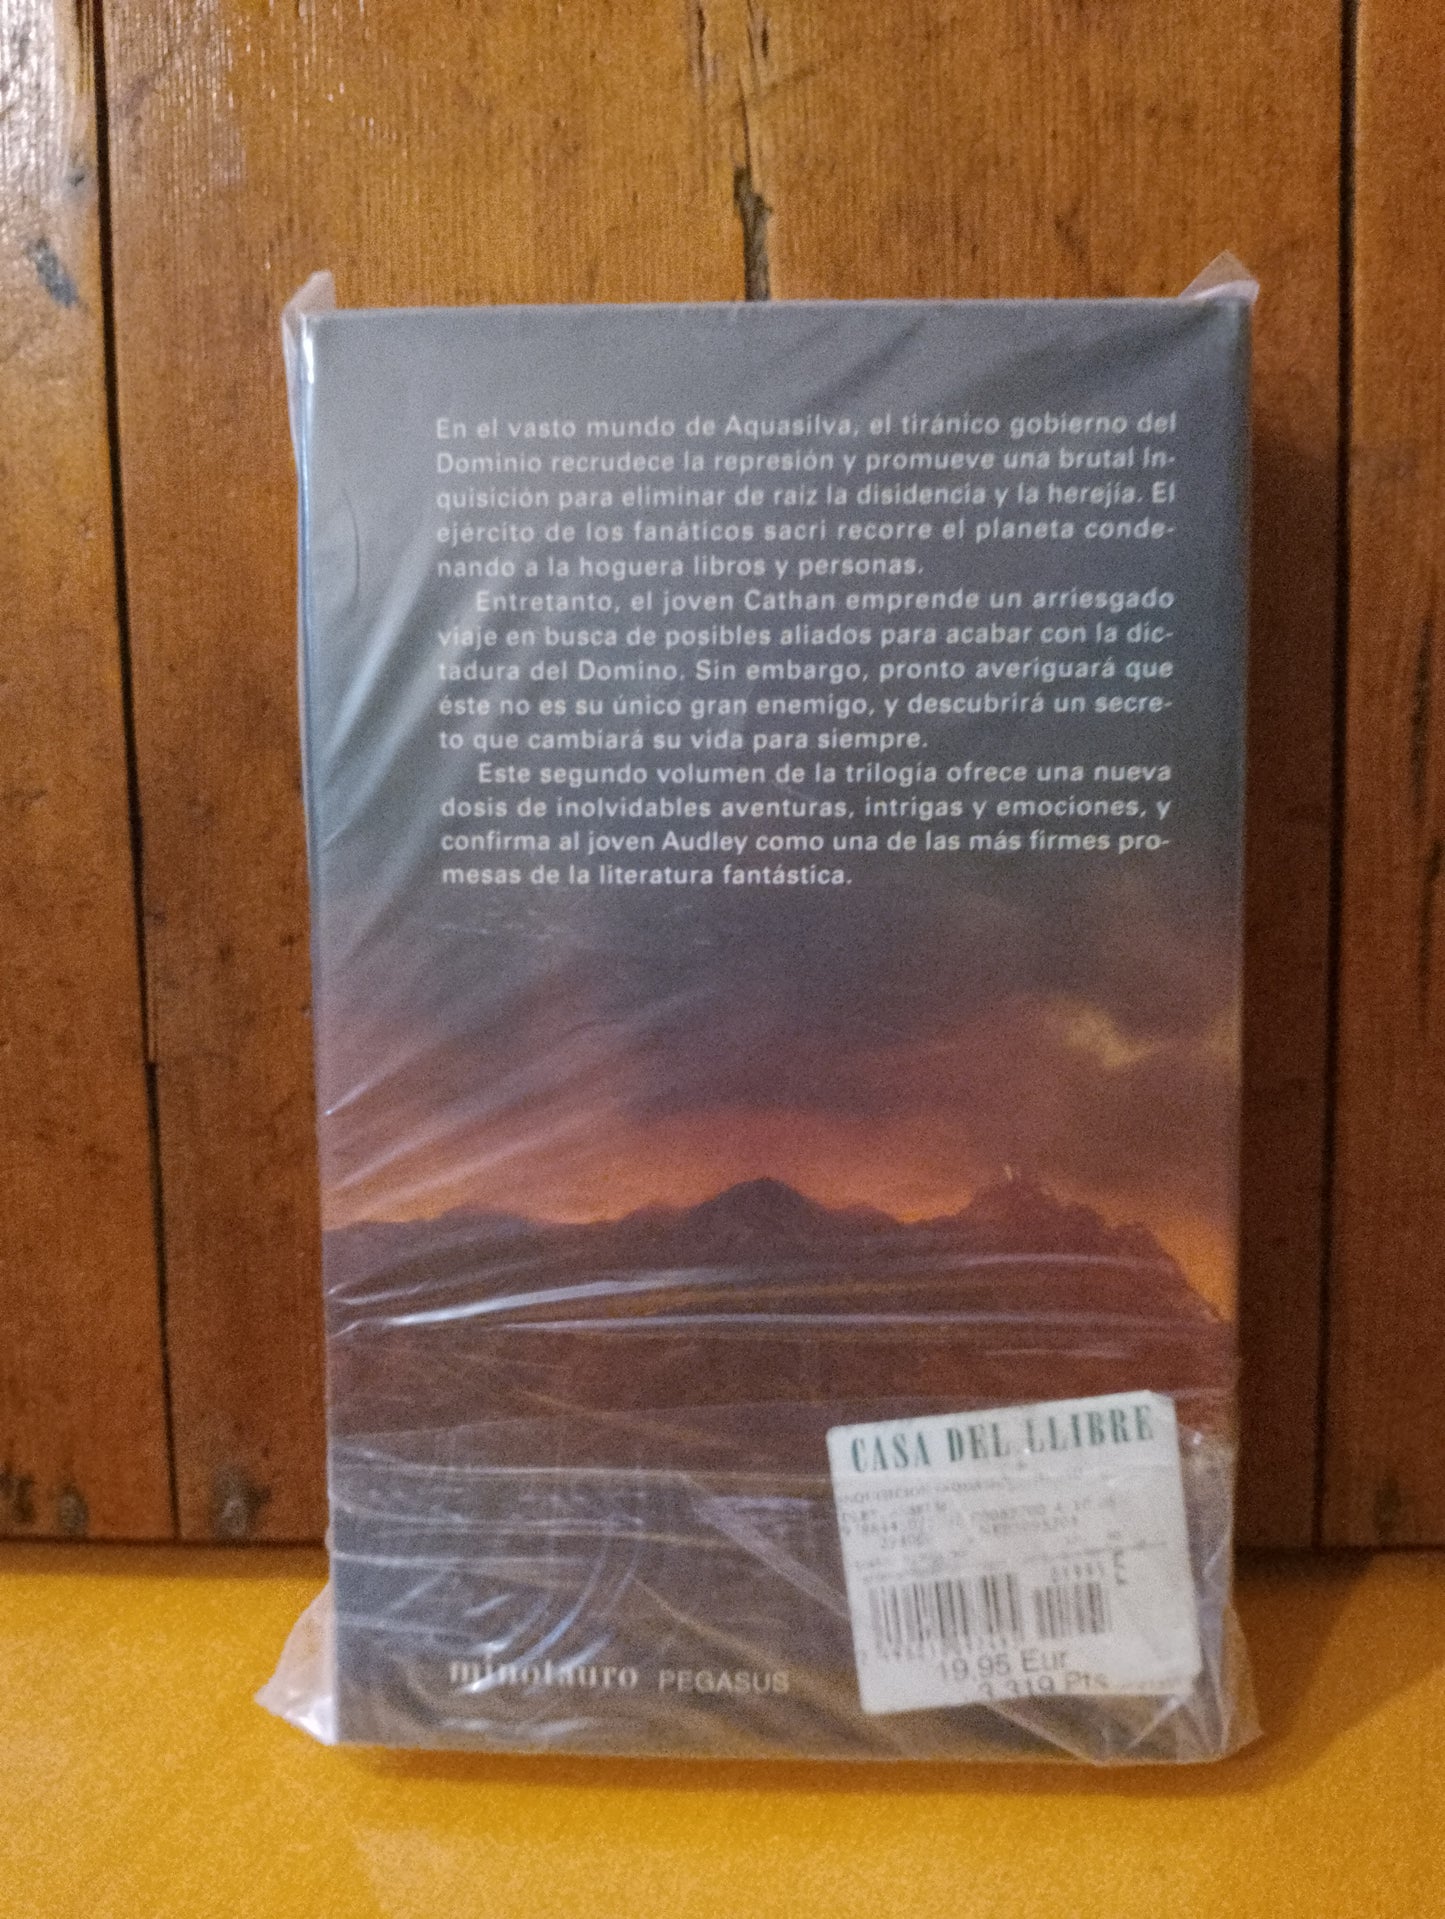 En el vasto mundo de Aquasilva, el tiránico gobierno del
Dominio recrudece la represión y promueve una brutal In-
quisición para eliminar de raíz la disidencia y la herejía. El
ejército de los fanáticos sacri recorre el planeta conde-
nando a la hoguera libros y personas.
Entretanto, el joven Cathan emprende un arriesgado
viaje en busca de posibles aliados para acabar con la dic-
tadura del Domino. Sin embargo, pronto averiguará que
éste no es su único gran enemigo, y descubrirá un secre-
to que cambiará su vida para siempre.
Este segundo volumen de la trilogía ofrece una nueva
dosis de inolvidables aventuras, intrigas y emociones, y
confirma al joven Audley como una de las más firmes pro-
mesas de la literatura fantástica.
CASA DEL LLIBRE
19,95 Eur
3.319 Pts
minotauro PEGASUS